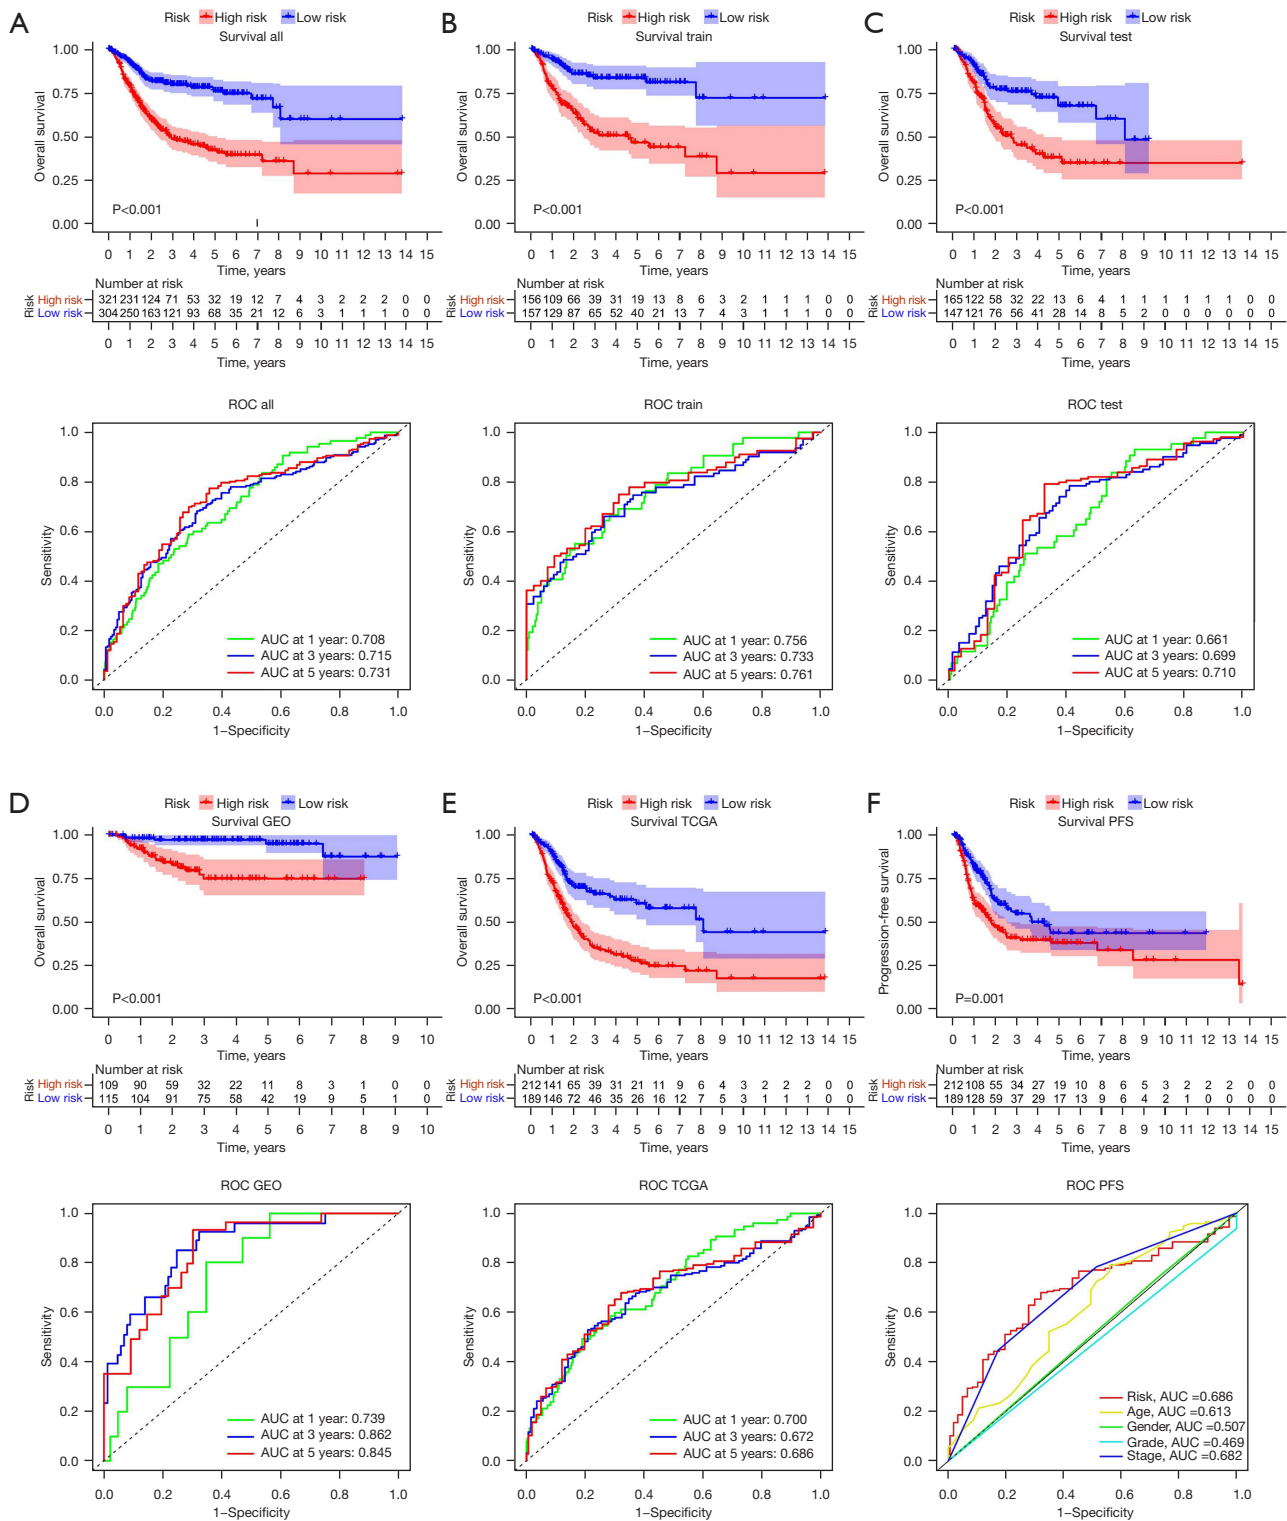 A
Risk High risk Low risk
Survival all
Overall survival
1.00
0.75
0.50
0.25
0.00
P<0.001
0 1 2 3 4 5 6 7 8 9 10 11 12 13 14 15
Time, years
Number at risk
Risk
High risk 321 231 124 71 53 32 19 12 7 4 3 2 2 2 0 0
Low risk 304 250 163 121 93 68 35 21 12 6 3 1 1 1 0 0
0 1 2 3 4 5 6 7 8 9 10 11 12 13 14 15
Time, years
ROC all
Sensitivity
1.0
0.8
0.6
0.4
0.2
0.0
AUC at 1 year: 0.708
AUC at 3 years: 0.715
AUC at 5 years: 0.731
0.0 0.2 0.4 0.6 0.8 1.0
1–Specificity
B
Risk High risk Low risk
Survival train
Overall survival
1.00
0.75
0.50
0.25
0.00
P<0.001
0 1 2 3 4 5 6 7 8 9 10 11 12 13 14 15
Time, years
Number at risk
Risk
High risk 156 109 66 39 31 19 13 8 6 3 2 1 1 1 0 0
Low risk 157 129 87 65 52 40 21 13 7 4 3 1 1 1 0 0
0 1 2 3 4 5 6 7 8 9 10 11 12 13 14 15
Time, years
ROC train
Sensitivity
1.0
0.8
0.6
0.4
0.2
0.0
AUC at 1 year: 0.756
AUC at 3 years: 0.733
AUC at 5 years: 0.761
0.0 0.2 0.4 0.6 0.8 1.0
1–Specificity
C
Risk High risk Low risk
Survival test
Overall survival
1.00
0.75
0.50
0.25
0.00
P<0.001
0 1 2 3 4 5 6 7 8 9 10 11 12 13 14 15
Time, years
Number at risk
Risk
High risk 165 122 58 32 22 13 6 4 1 1 1 1 1 1 0 0
Low risk 147 121 76 56 41 28 14 8 5 2 0 0 0 0 0 0
0 1 2 3 4 5 6 7 8 9 10 11 12 13 14 15
Time, years
ROC test
Sensitivity
1.0
0.8
0.6
0.4
0.2
0.0
AUC at 1 year: 0.661
AUC at 3 years: 0.699
AUC at 5 years: 0.710
0.0 0.2 0.4 0.6 0.8 1.0
1–Specificity
D
Risk High risk Low risk
Survival GEO
Overall survival
1.00
0.75
0.50
0.25
0.00
P<0.001
0 1 2 3 4 5 6 7 8 9 10
Time, years
Number at risk
Risk
High risk 109 90 59 32 22 11 8 3 1 0 0
Low risk 115 104 91 75 58 42 19 9 5 1 0
0 1 2 3 4 5 6 7 8 9 10
Time, years
ROC GEO
Sensitivity
1.0
0.8
0.6
0.4
0.2
0.0
AUC at 1 year: 0.739
AUC at 3 years: 0.862
AUC at 5 years: 0.845
0.0 0.2 0.4 0.6 0.8 1.0
1–Specificity
E
Risk High risk Low risk
Survival TCGA
Overall survival
1.00
0.75
0.50
0.25
0.00
P<0.001
0 1 2 3 4 5 6 7 8 9 10 11 12 13 14 15
Time, years
Number at risk
Risk
High risk 212 141 65 39 31 21 11 9 6 4 3 2 2 2 0 0
Low risk 189 146 72 46 35 26 16 12 7 5 3 1 1 1 0 0
0 1 2 3 4 5 6 7 8 9 10 11 12 13 14 15
Time, years
ROC TCGA
Sensitivity
1.0
0.8
0.6
0.4
0.2
0.0
AUC at 1 year: 0.700
AUC at 3 years: 0.672
AUC at 5 years: 0.686
0.0 0.2 0.4 0.6 0.8 1.0
1–Specificity
F
Risk High risk Low risk
Survival PFS
Progression-free survival
1.00
0.75
0.50
0.25
0.00
P=0.001
0 1 2 3 4 5 6 7 8 9 10 11 12 13 14 15
Time, years
Number at risk
Risk
High risk 212 108 55 34 27 19 10 8 6 5 3 2 2 2 0 0
Low risk 189 128 59 37 29 17 13 9 6 4 2 1 0 0 0 0
0 1 2 3 4 5 6 7 8 9 10 11 12 13 14 15
Time, years
ROC PFS
Sensitivity
1.0
0.8
0.6
0.4
0.2
0.0
Risk, AUC =0.686
Age, AUC =0.613
Gender, AUC =0.507
Grade, AUC =0.469
Stage, AUC =0.682
0.0 0.2 0.4 0.6 0.8 1.0
1–Specificity